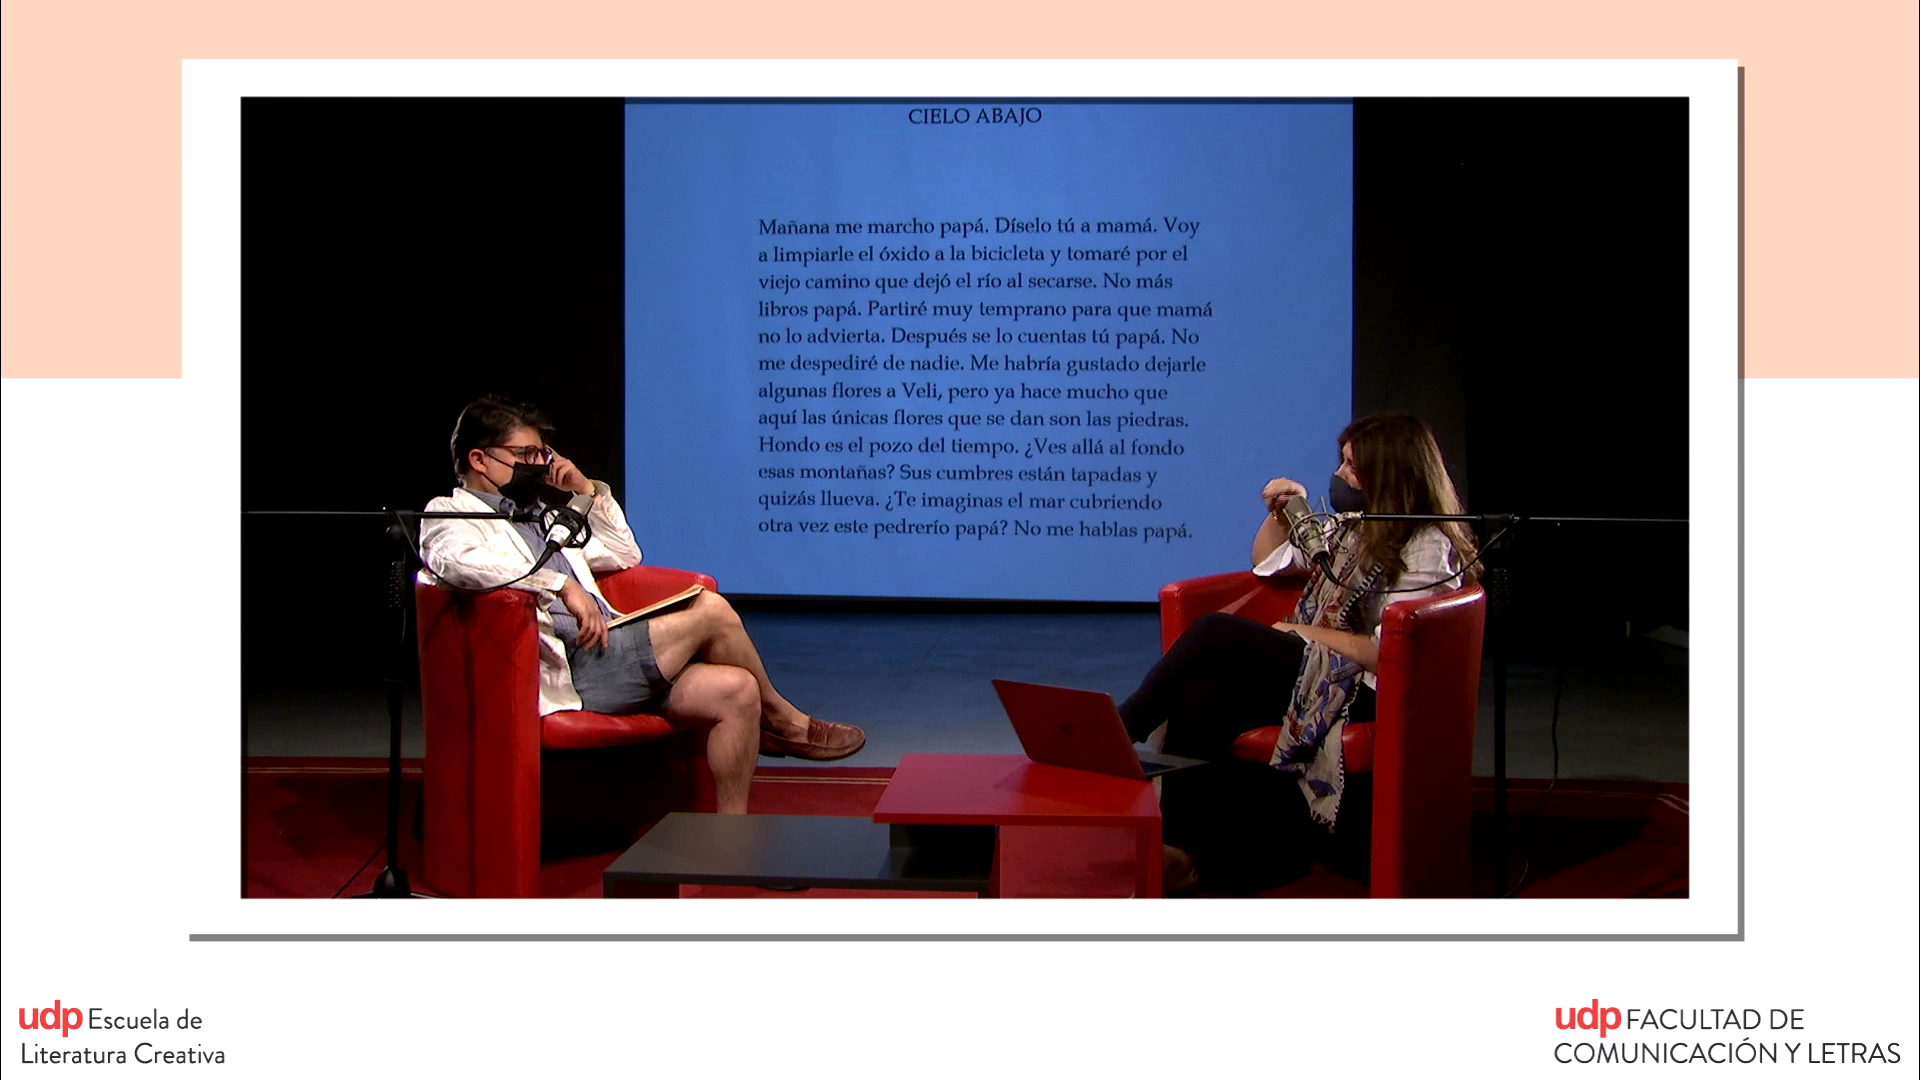 CIELO ABAJO
Mañana me marcho papá. Díselo tú a mamá. Voy
a limpiarle el óxido a la bicicleta y tomaré por el
viejo camino que dejó el río al secarse. No más
libros papá. Partiré muy temprano para que mamá
no lo advierta. Después se lo cuentas tú papá. No
me despediré de nadie. Me habría gustado dejarle
algunas flores a Veli, pero ya hace mucho que
aquí las únicas flores que se dan son las piedras.
Hondo es el pozo del tiempo. ¿Ves allá al fondo
esas montañas? Sus cumbres están tapadas y
quizás llueva. ¿Te imaginas el mar cubriendo
otra vez este pedrerío papá? No me hablas papá.
udp Escuela de
Literatura Creativa
udp FACULTAD DE
COMUNICACIÓN Y LETRAS